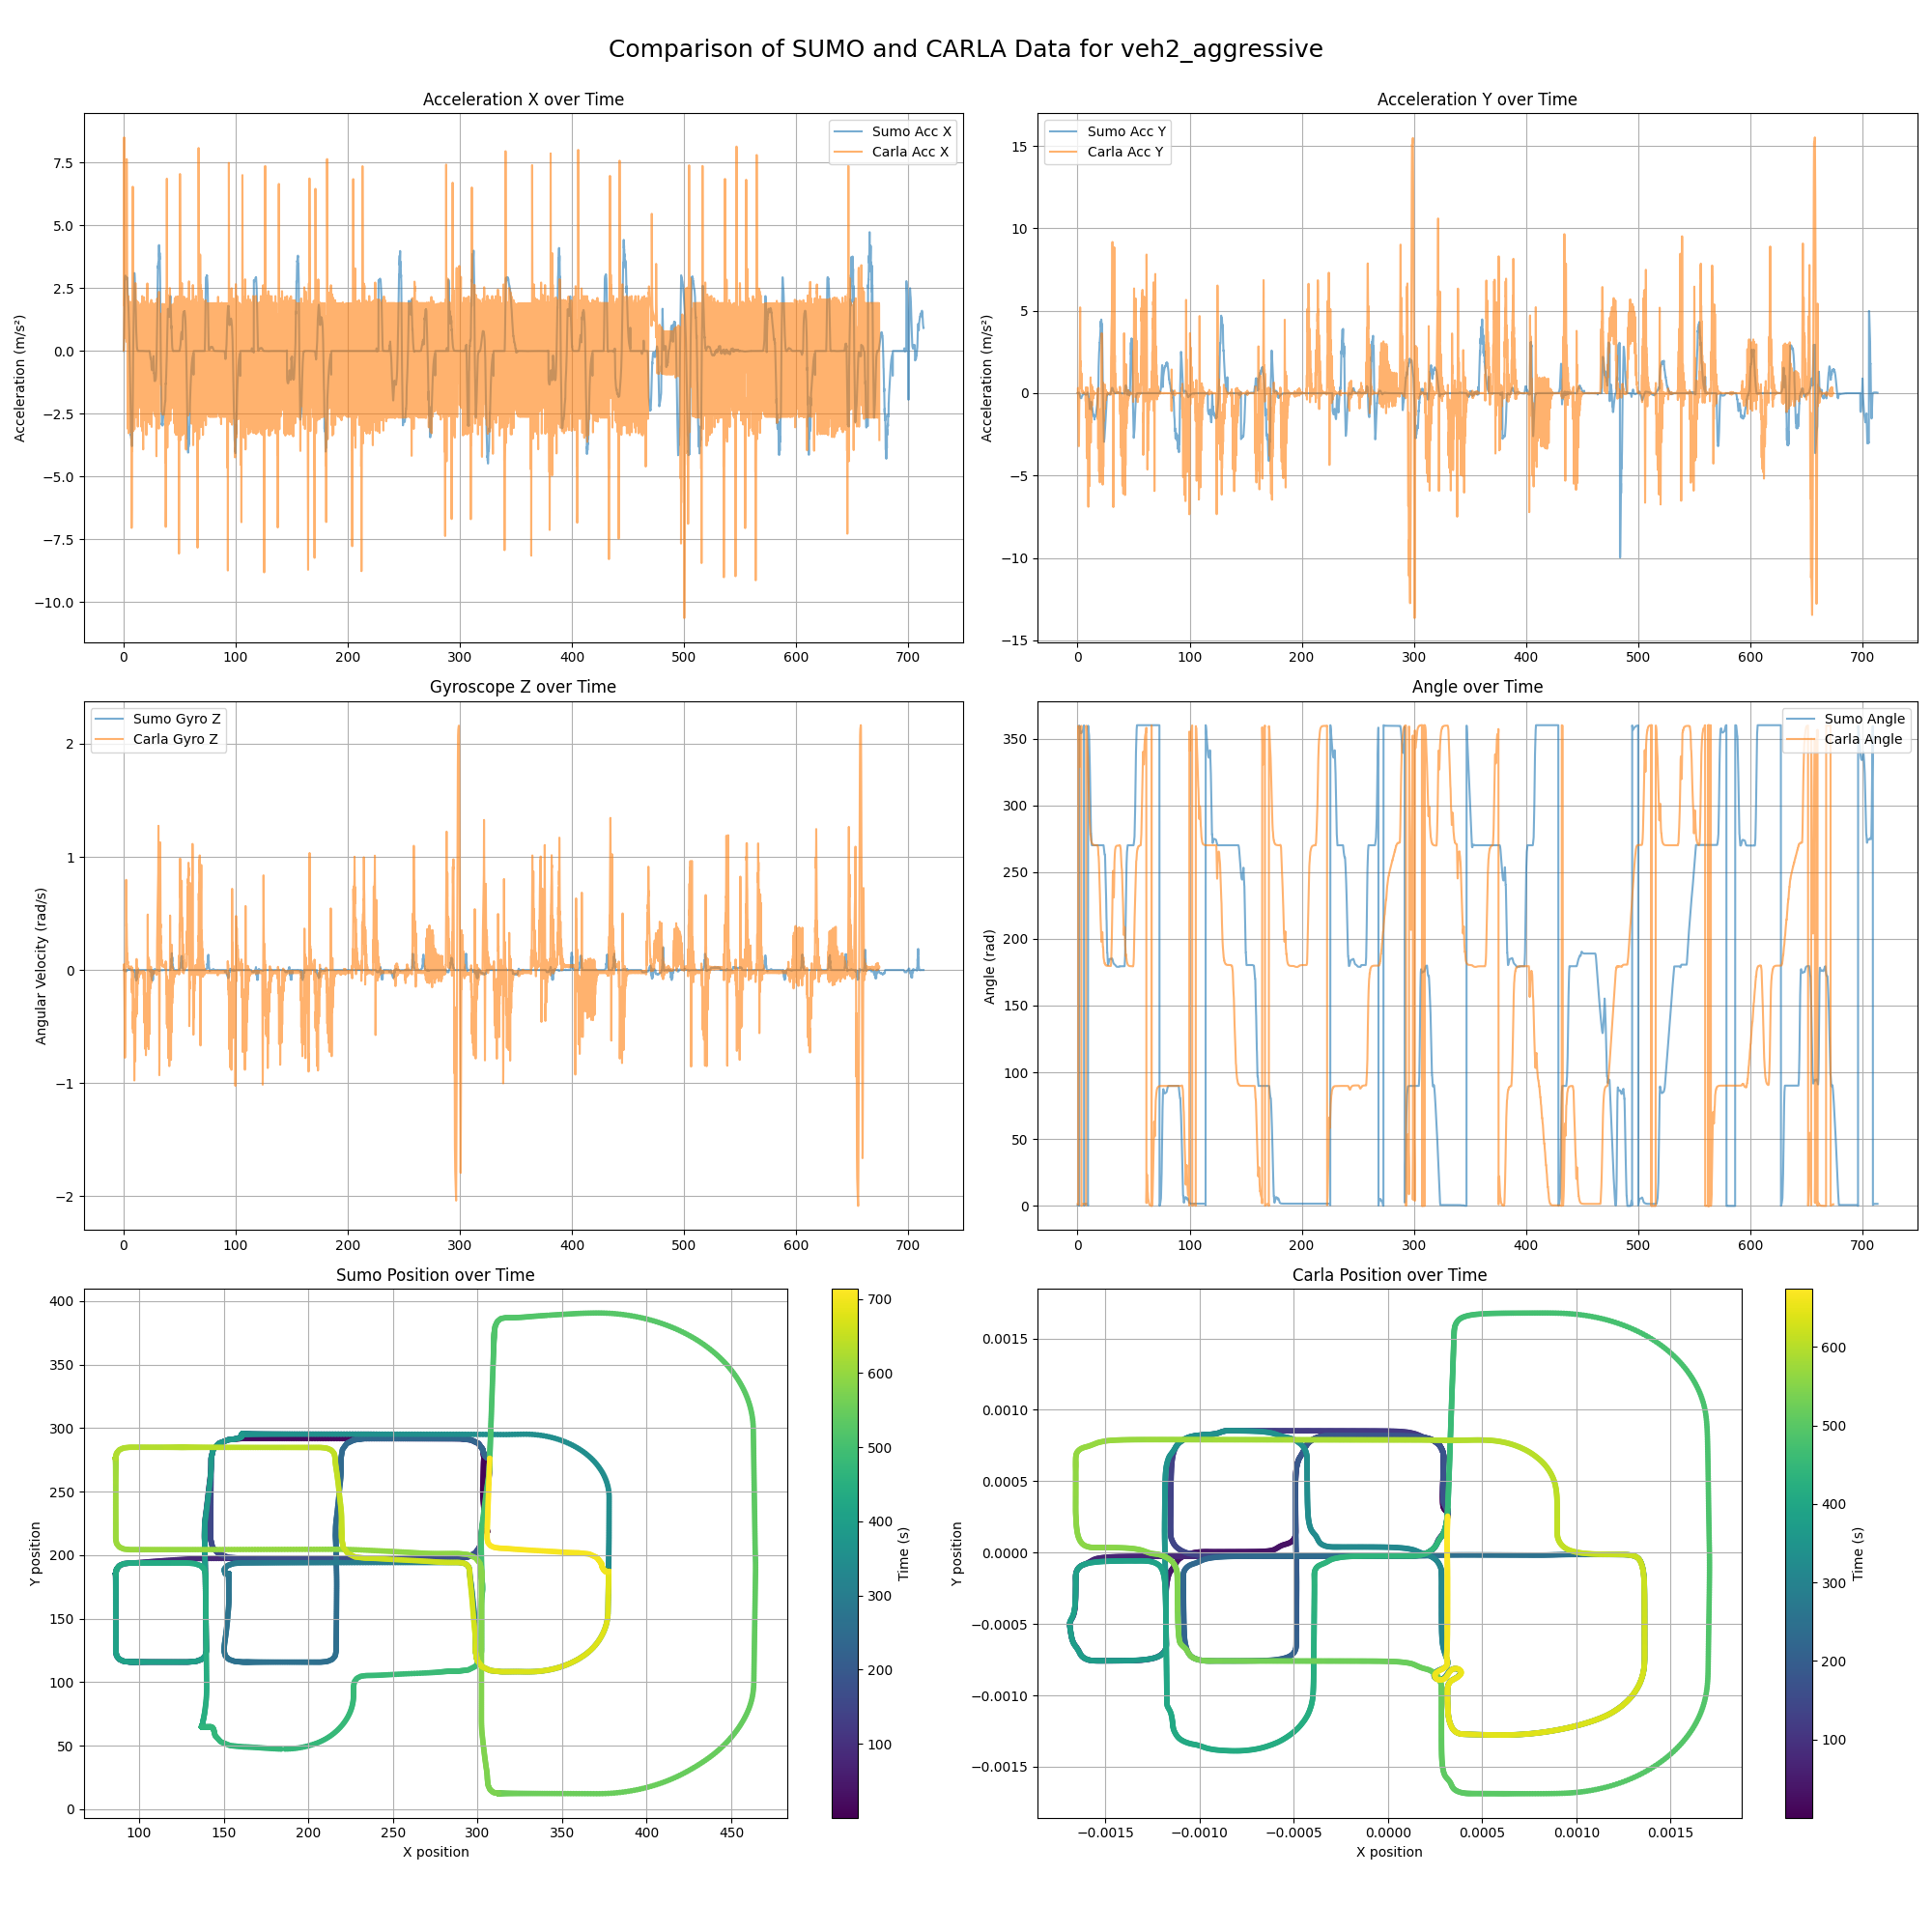 Comparison of SUMO and CARLA Data for veh2_aggressive
Acceleration X over Time
Acceleration (m/s²)
7.5
5.0
2.5
0.0
−2.5
−5.0
−7.5
−10.0
0 100 200 300 400 500 600 700
Sumo Acc X
Carla Acc X
Acceleration Y over Time
Acceleration (m/s²)
15
10
5
0
−5
−10
−15
0 100 200 300 400 500 600 700
Sumo Acc Y
Carla Acc Y
Gyroscope Z over Time
Angular Velocity (rad/s)
2
1
0
−1
−2
0 100 200 300 400 500 600 700
Sumo Gyro Z
Carla Gyro Z
Angle over Time
Angle (rad)
350
300
250
200
150
100
50
0
0 100 200 300 400 500 600 700
Sumo Angle
Carla Angle
Sumo Position over Time
Y position
400
350
300
250
200
150
100
50
0
100 150 200 250 300 350 400 450
X position
Time (s)
700
600
500
400
300
200
100
Carla Position over Time
Y position
0.0015
0.0010
0.0005
0.0000
−0.0005
−0.0010
−0.0015
−0.0015 −0.0010 −0.0005 0.0000 0.0005 0.0010 0.0015
X position
Time (s)
600
500
400
300
200
100